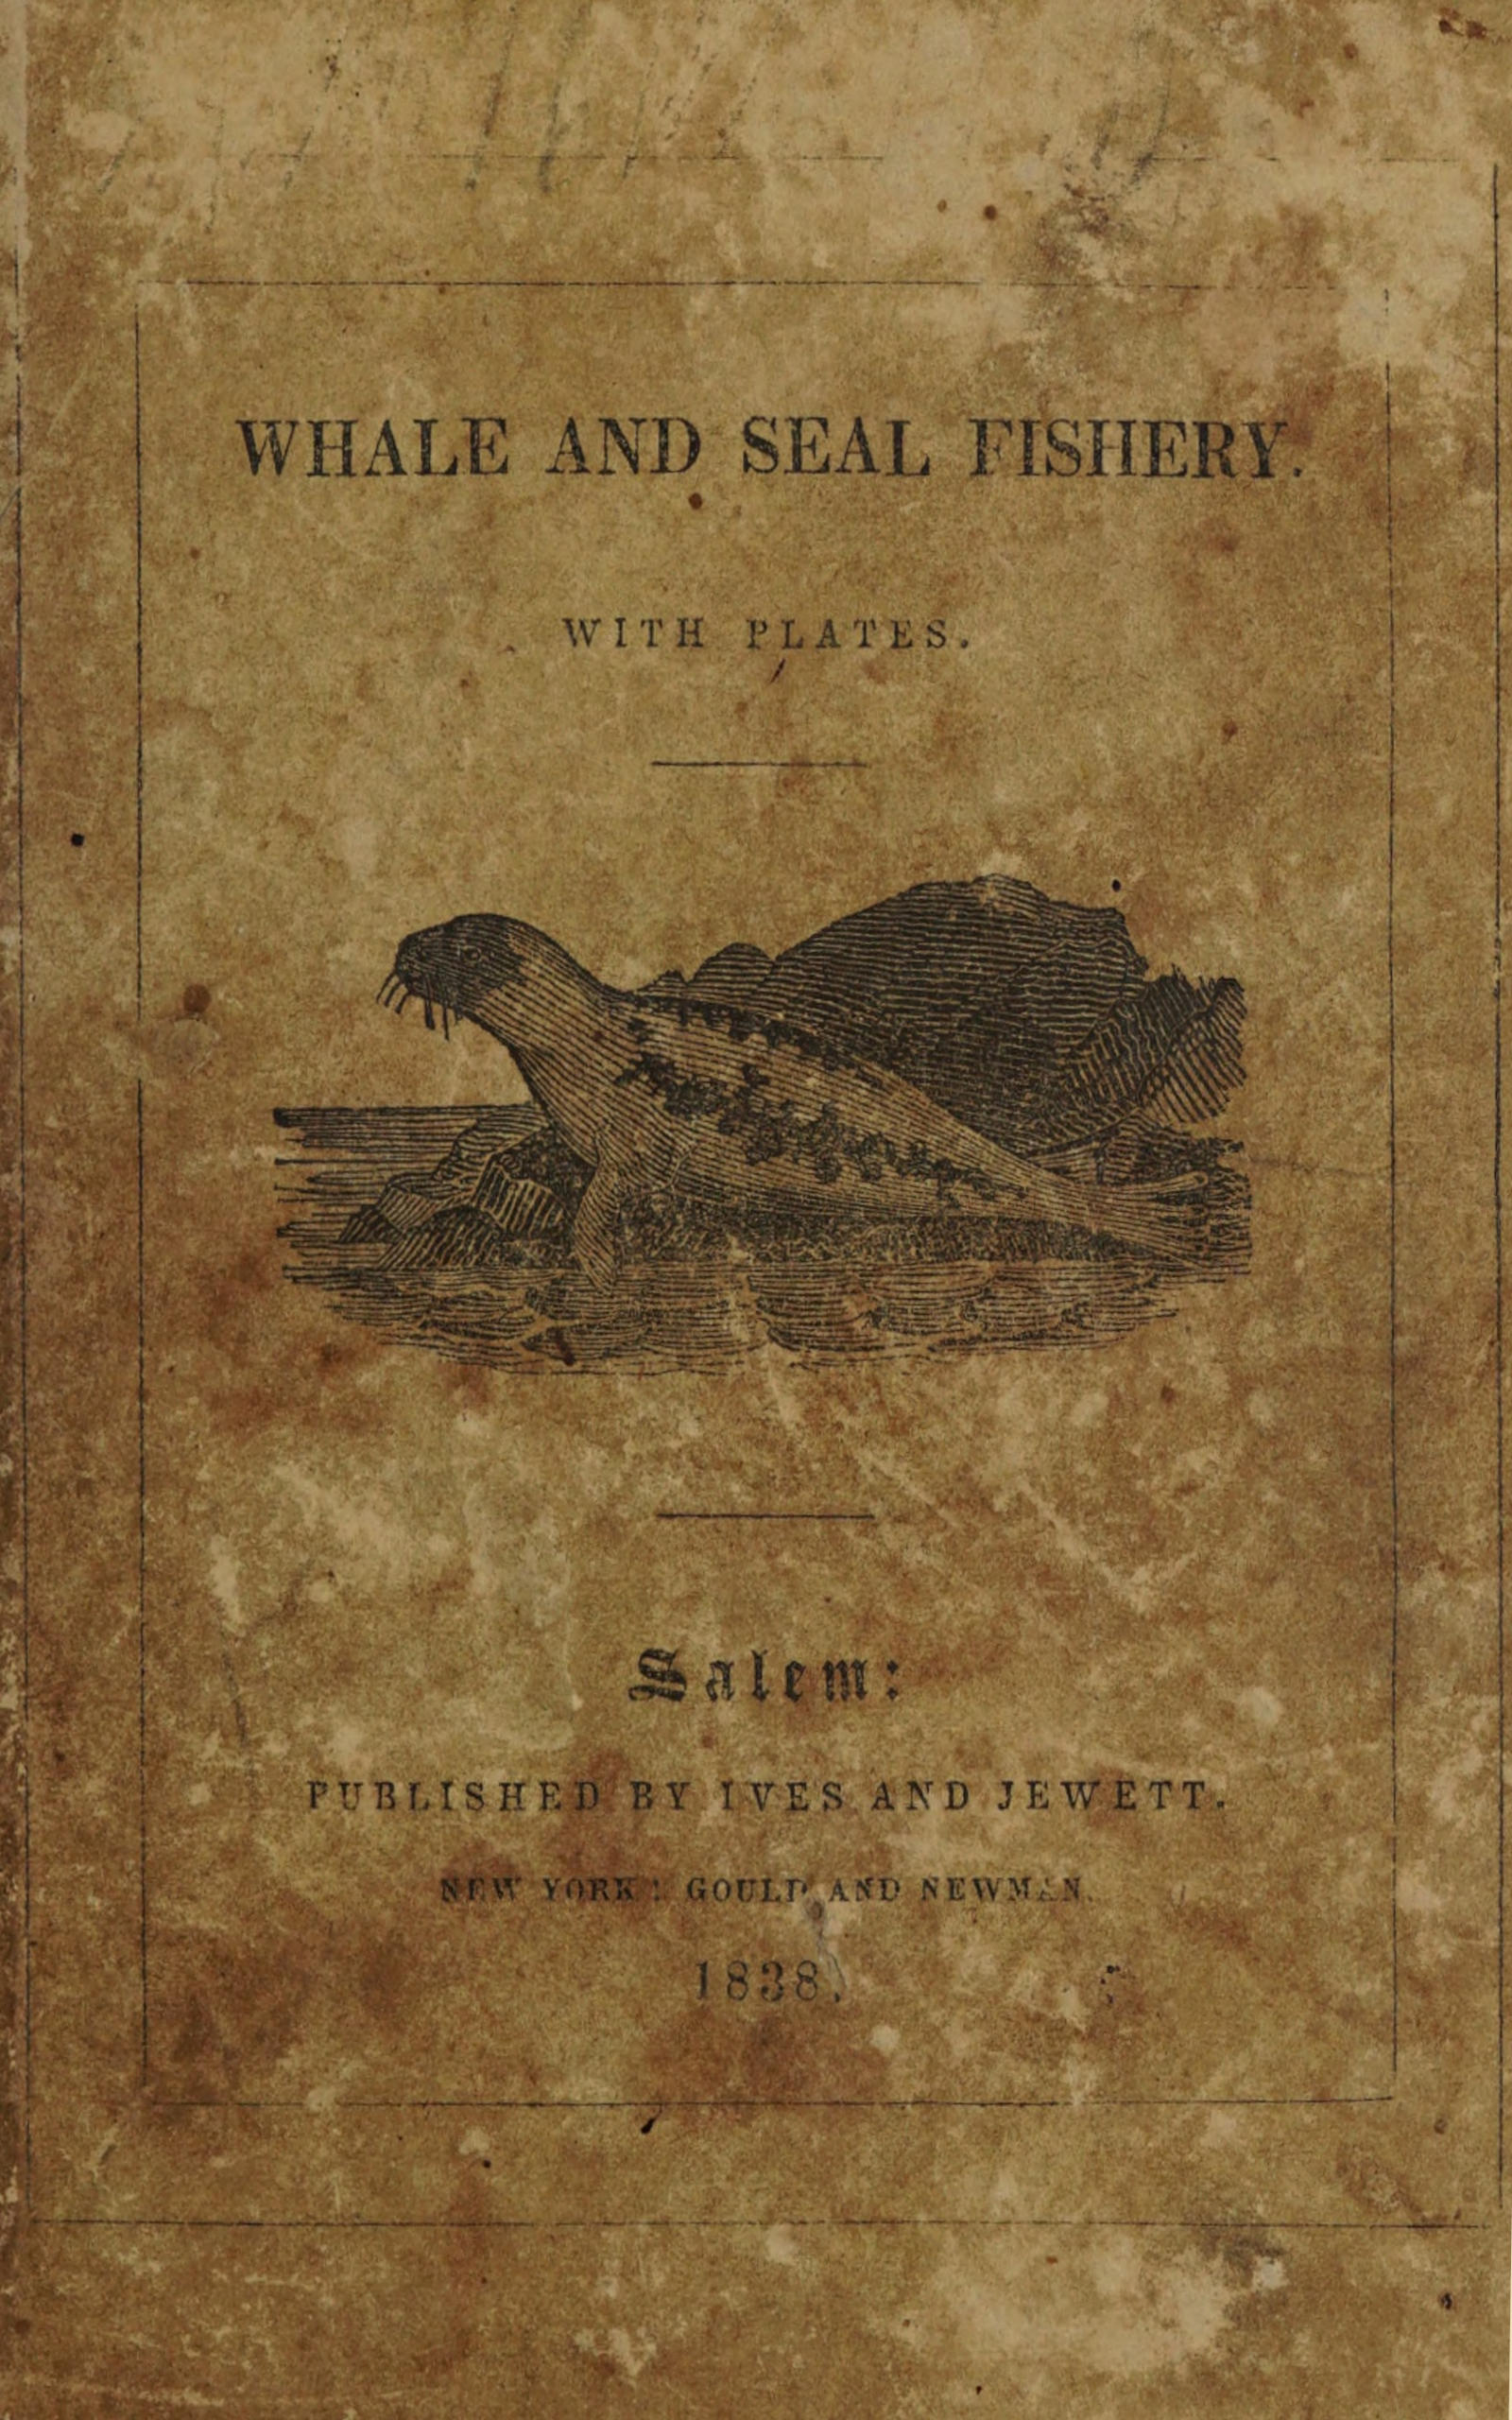 WHALE AND SEAL FISHERY.
WITH PLATES.
Salem:
PUBLISHED BY IVES AND JEWETT.
NEW YORK: GOULD AND NEWMAN.
1838.